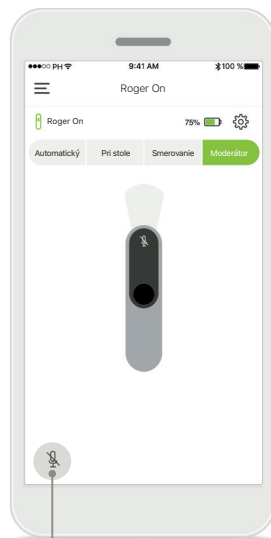 PH 9:41 AM 100 %
Roger On
Roger On 75%
Automatický Pri stole Smerovanie Moderátor